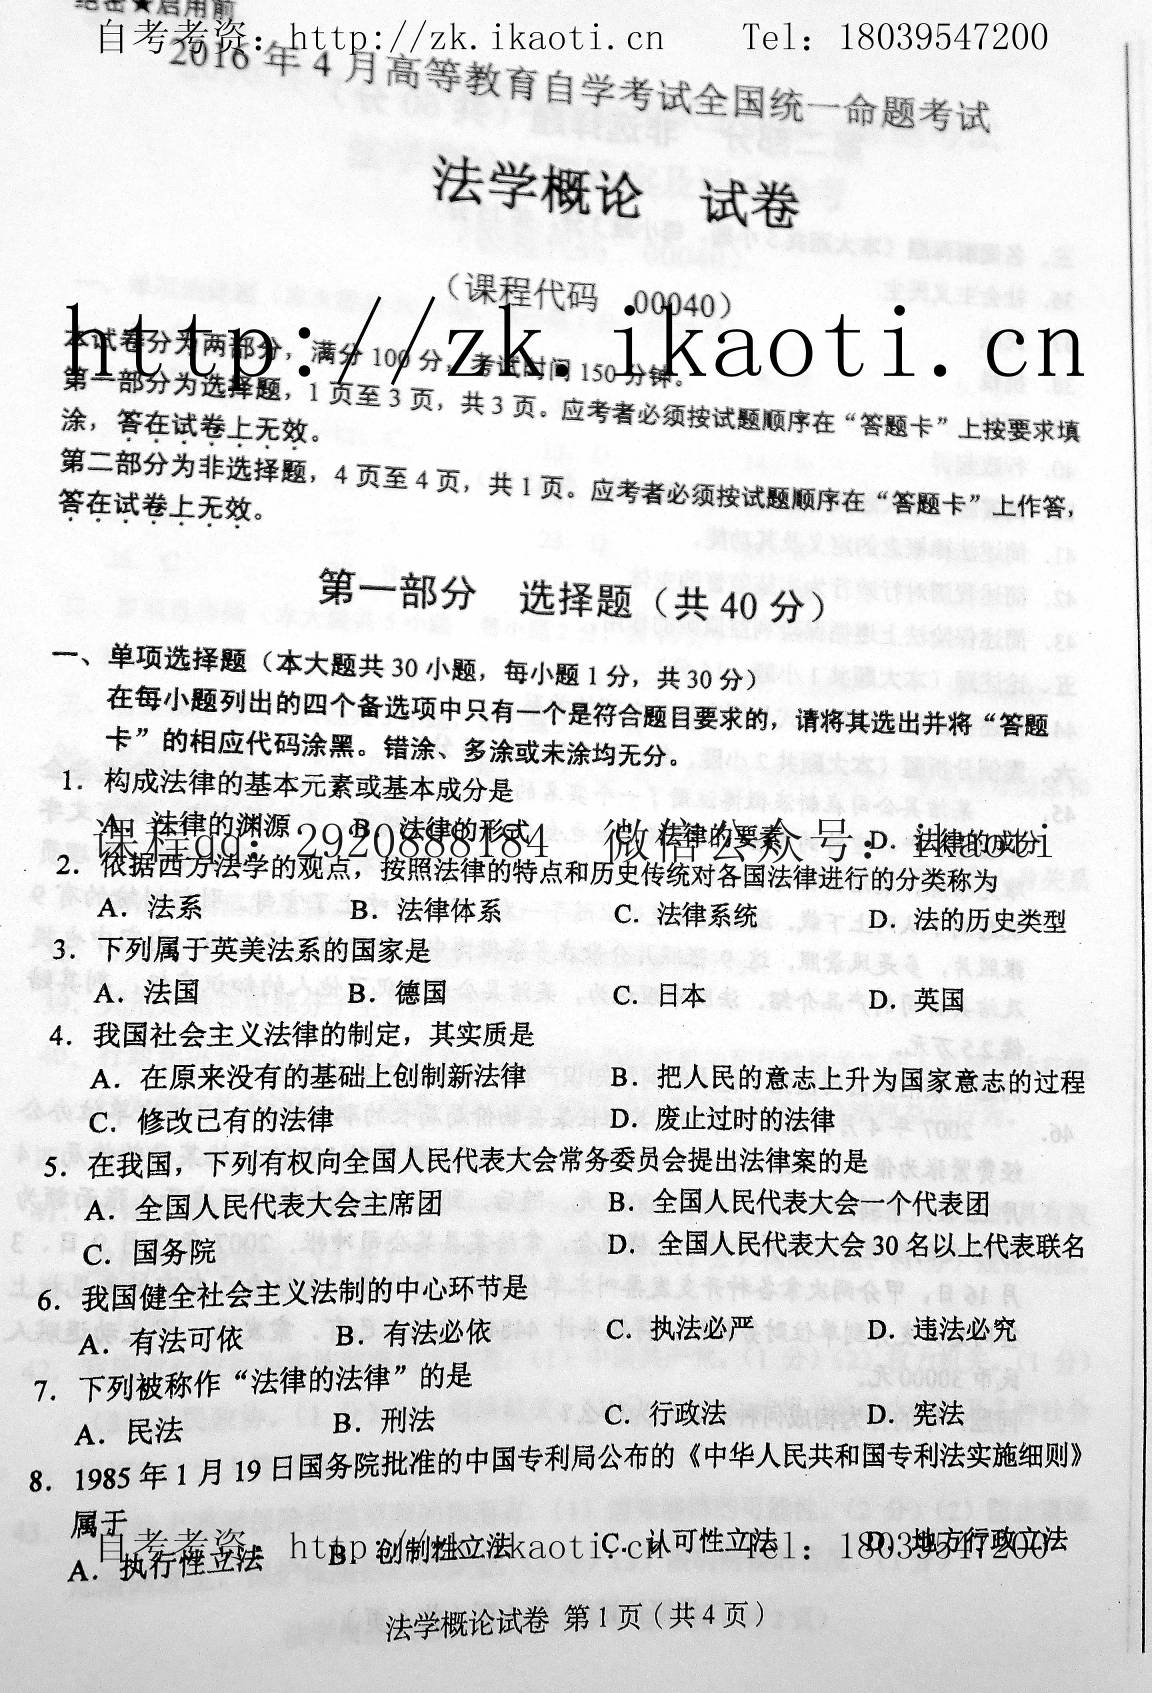 绝密★启用前
自考考资：http://zk.ikaoti.cn Tel：18039547200
2016年4月高等教育自学考试全国统一命题考试
法学概论 试卷
（课程代码 00040）
http://zk.ikaoti.cn
本试卷分为两部分，满分100分，考试时间150分钟。
第一部分为选择题，1页至3页，共3页。应考者必须按试题顺序在“答题卡”上按要求填
涂，答在试卷上无效。
第二部分为非选择题，4页至4页，共1页。应考者必须按试题顺序在“答题卡”上作答，
答在试卷上无效。
第一部分 选择题（共40分）
一、单项选择题（本大题共30小题，每小题1分，共30分）
在每小题列出的四个备选项中只有一个是符合题目要求的，请将其选出并将“答题
卡”的相应代码涂黑。错涂、多涂或未涂均无分。
1．构成法律的基本元素或基本成分是
A．法律的渊源 B．法律的形式 C．法律的要素 D．法律的成分
课程qq：2920888184 微信公众号：ikaoti
2．依据西方法学的观点，按照法律的特点和历史传统对各国法律进行的分类称为
A．法系 B．法律体系 C．法律系统 D．法的历史类型
3．下列属于英美法系的国家是
A．法国 B．德国 C．日本 D．英国
4．我国社会主义法律的制定，其实质是
A．在原来没有的基础上创制新法律 B．把人民的意志上升为国家意志的过程
C．修改已有的法律 D．废止过时的法律
5．在我国，下列有权向全国人民代表大会常务委员会提出法律案的是
A．全国人民代表大会主席团 B．全国人民代表大会一个代表团
C．国务院 D．全国人民代表大会30名以上代表联名
6．我国健全社会主义法制的中心环节是
A．有法可依 B．有法必依 C．执法必严 D．违法必究
7．下列被称作“法律的法律”的是
A．民法 B．刑法 C．行政法 D．宪法
8．1985年1月19日国务院批准的中国专利局公布的《中华人民共和国专利法实施细则》
属于
A．执行性立法 B．创制性立法 C．认可性立法 D．地方行政立法
自考考资：http://zk.ikaoti.cn Tel：18039547200
法学概论试卷 第1页（共4页）